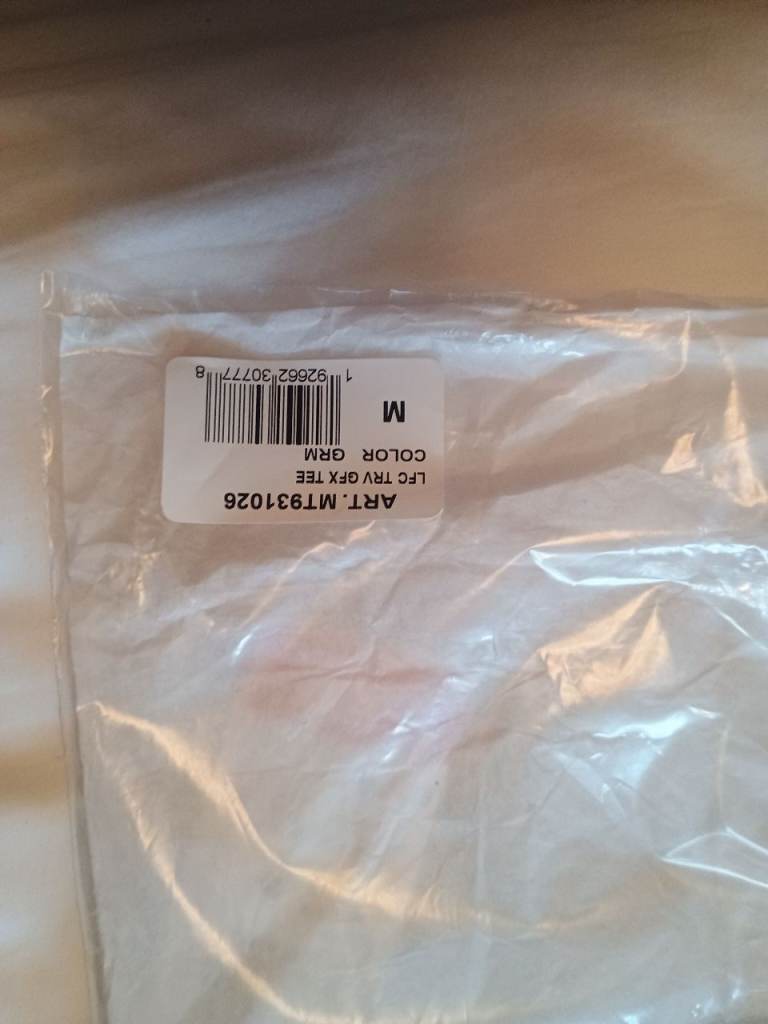 ART. MT931026
LFC TRV GFX TEE
COLOR GRM
M
1 92662 30777 8